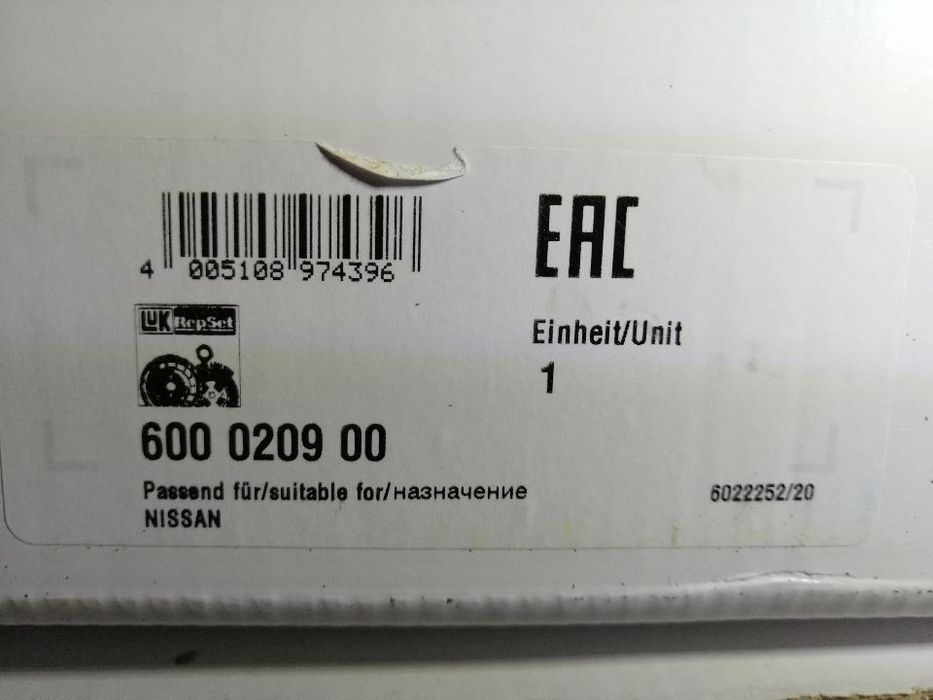 4 005108 974396
EAC
LuK RepSet
Einheit/Unit
1
600 0209 00
Passend für/suitable for/назначение
6022252/20
NISSAN